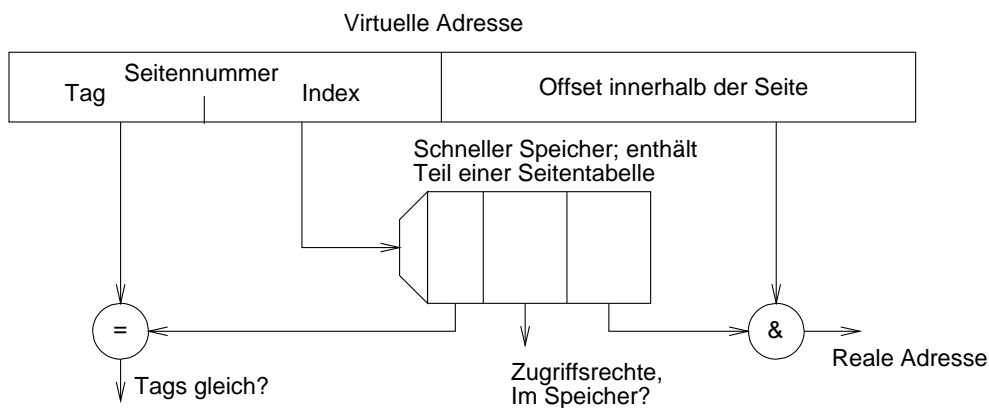 Virtuelle Adresse
Seitennummer
Tag
Index
Offset innerhalb der Seite
Schneller Speicher; enthält
Teil einer Seitentabelle
=
&
Reale Adresse
Tags gleich?
Zugriffsrechte,
Im Speicher?